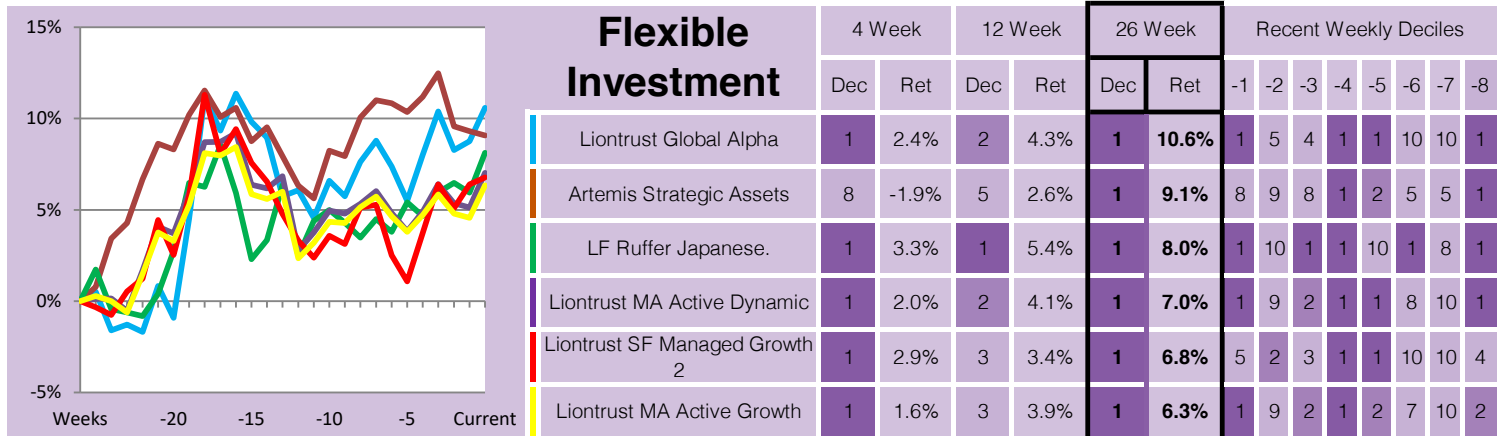 15%
10%
5%
0%
-5%
Weeks -20 -15 -10 -5 Current
Flexible
Investment
4 Week 12 Week 26 Week Recent Weekly Deciles
Dec Ret Dec Ret Dec Ret -1 -2 -3 -4 -5 -6 -7 -8
Liontrust Global Alpha 1 2.4% 2 4.3% 1 10.6% 1 5 4 1 1 10 10 1
Artemis Strategic Assets 8 -1.9% 5 2.6% 1 9.1% 8 9 8 1 2 5 5 1
LF Ruffer Japanese. 1 3.3% 1 5.4% 1 8.0% 1 10 1 1 10 1 8 1
Liontrust MA Active Dynamic 1 2.0% 2 4.1% 1 7.0% 1 9 2 1 1 8 10 1
Liontrust SF Managed Growth
2
1 2.9% 3 3.4% 1 6.8% 5 2 3 1 1 10 10 4
Liontrust MA Active Growth 1 1.6% 3 3.9% 1 6.3% 1 9 2 1 2 7 10 2